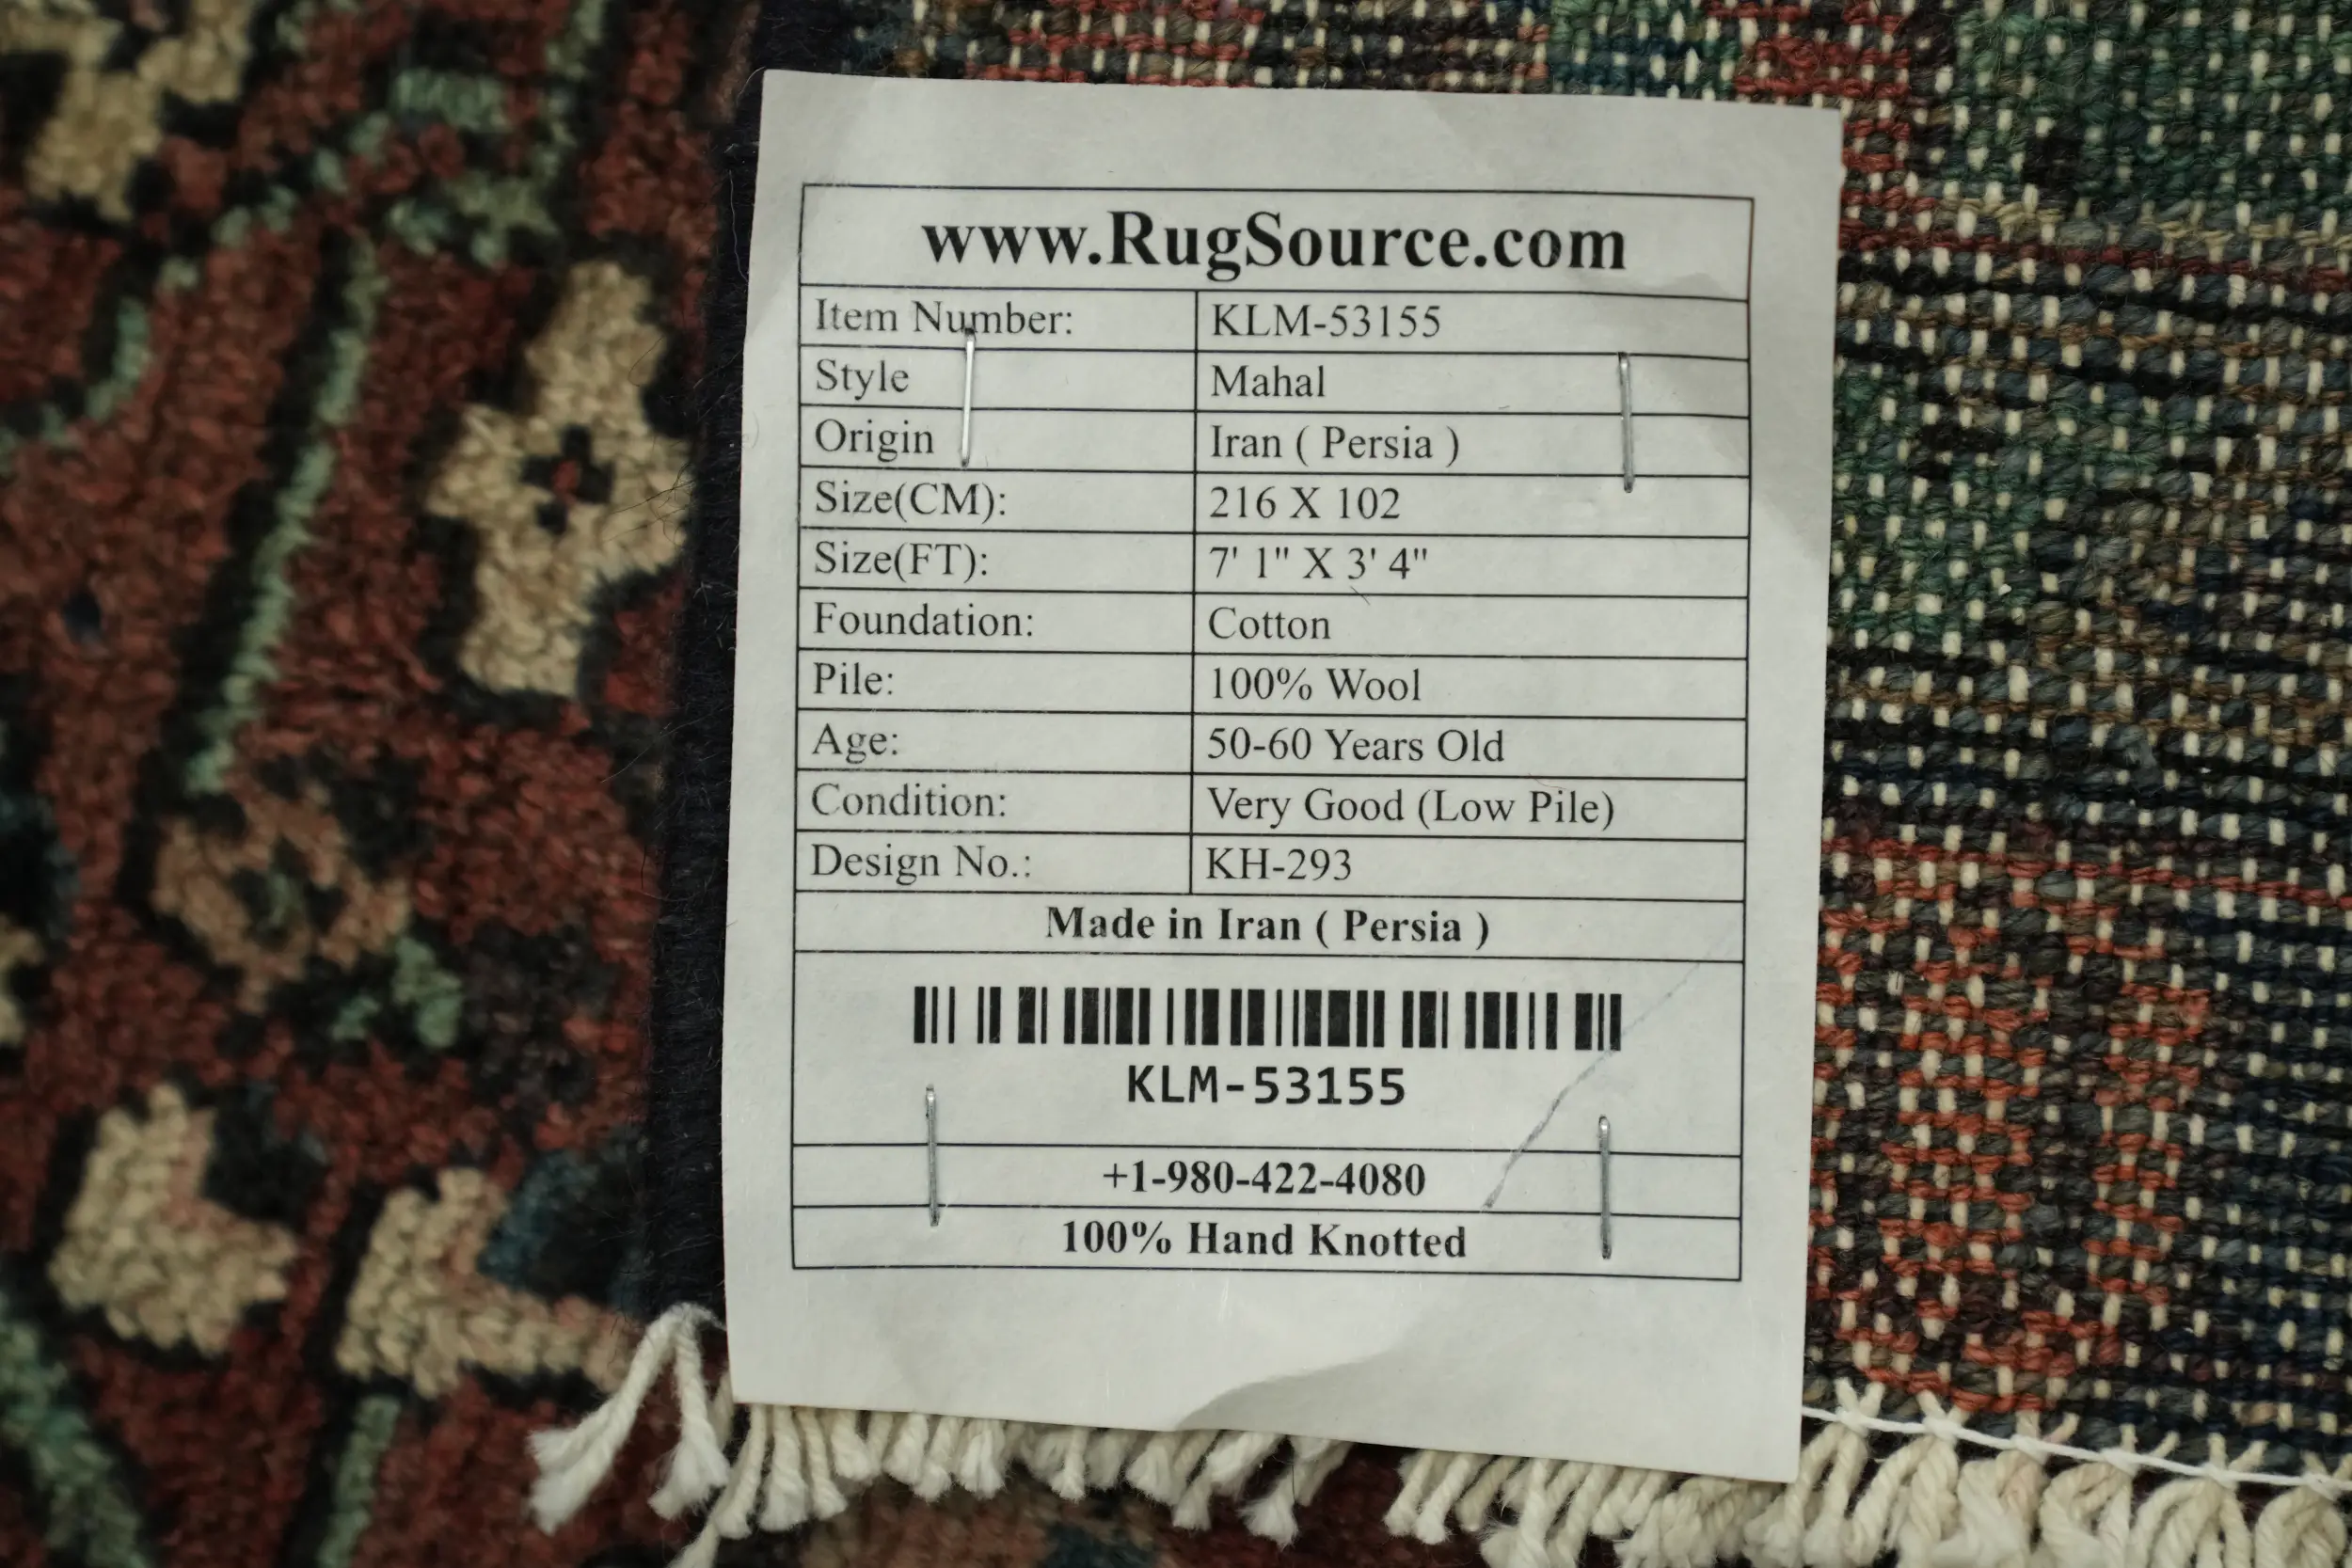 www.RugSource.com
Item Number: KLM-53155
Style Mahal
Origin Iran ( Persia )
Size(CM): 216 X 102
Size(FT): 7' 1" X 3' 4"
Foundation: Cotton
Pile: 100% Wool
Age: 50-60 Years Old
Condition: Very Good (Low Pile)
Design No.: KH-293
Made in Iran ( Persia )
KLM-53155
+1-980-422-4080
100% Hand Knotted